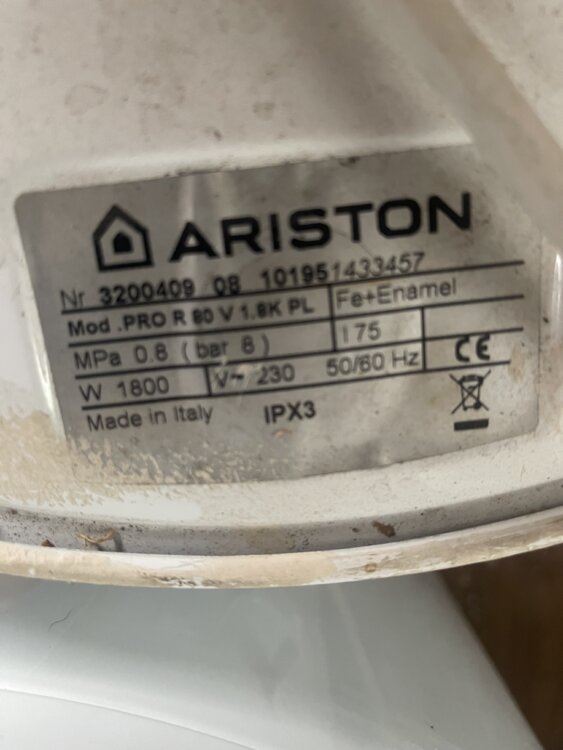 ARISTON
Nr 3200409 08 101951433457
Mod .PRO R 80 V 1.8K PL Fe+Enamel
MPa 0.8 ( bar 8 ) l 75
W 1800 V~ 230 50/60 Hz CE
Made in Italy IPX3